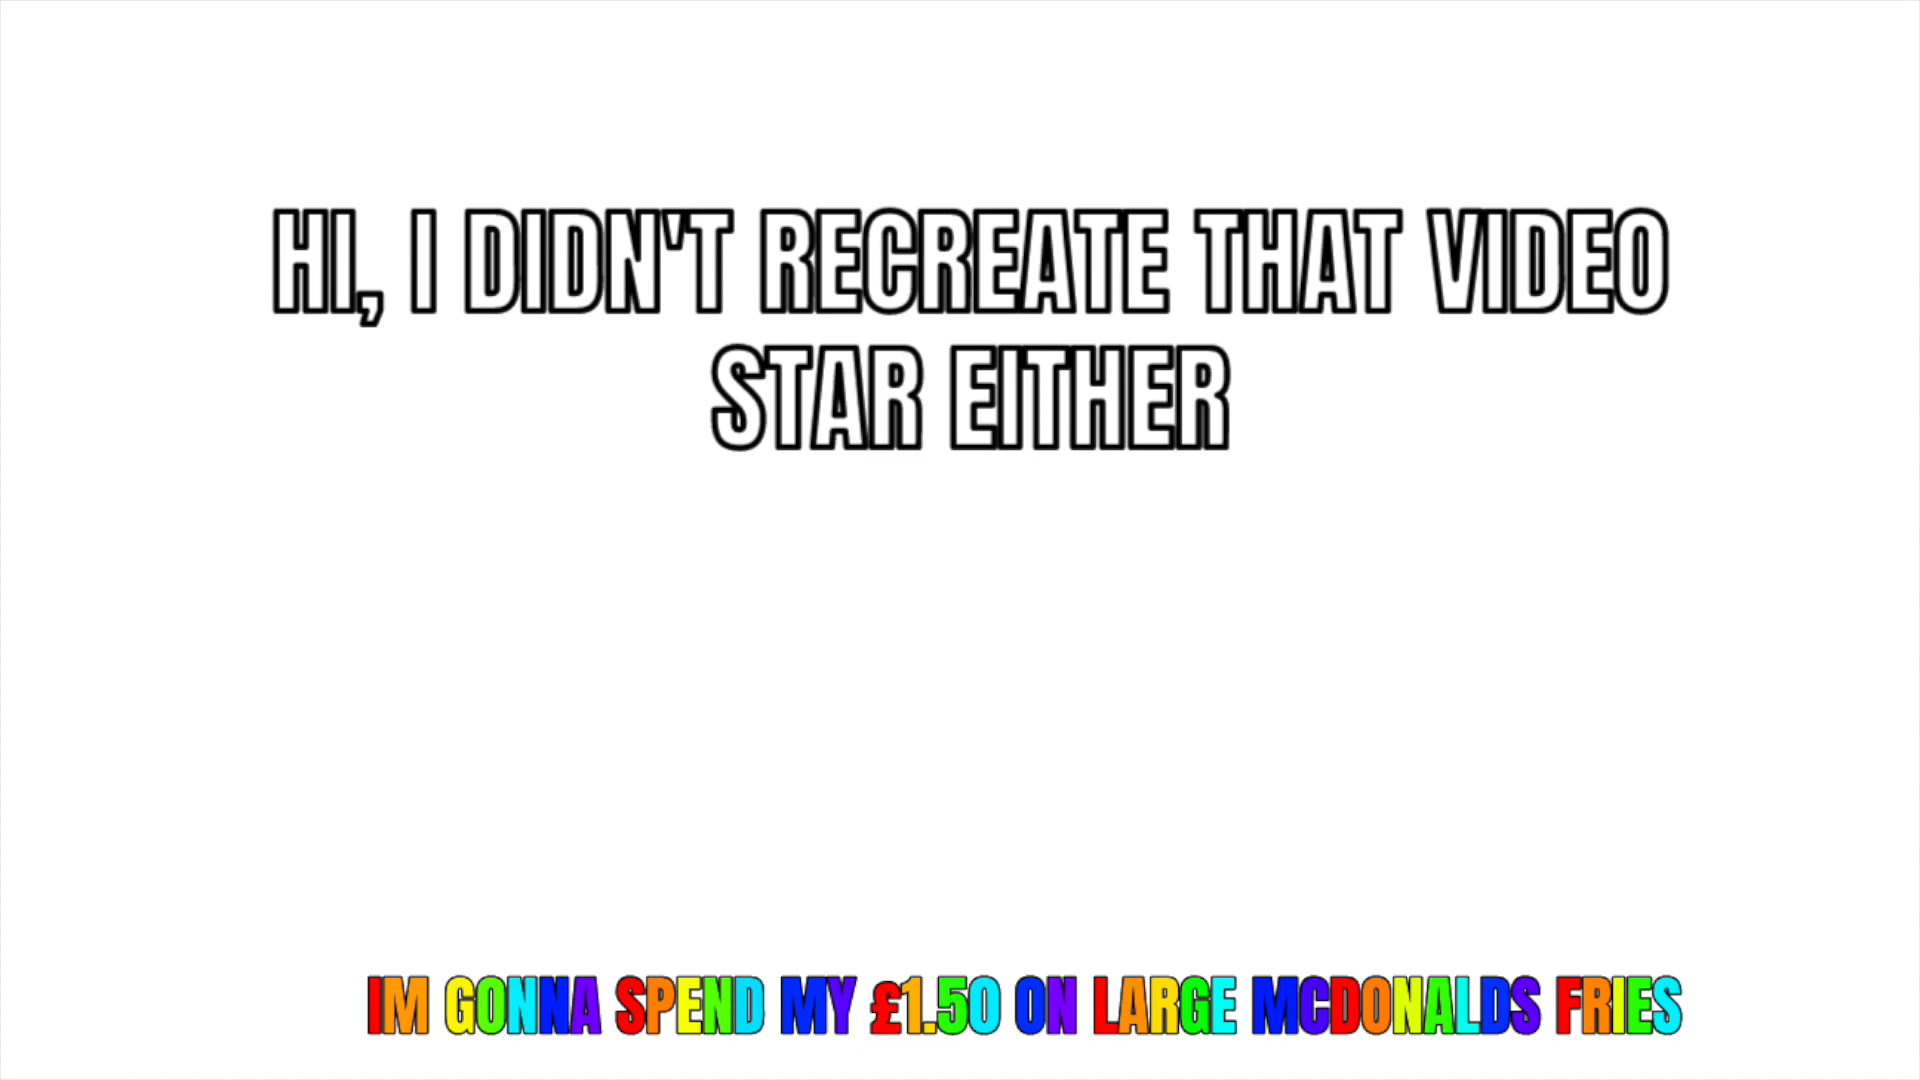 HI, I DIDN'T RECREATE THAT VIDEO
STAR EITHER
IM GONNA SPEND MY £1.50 ON LARGE MCDONALDS FRIES